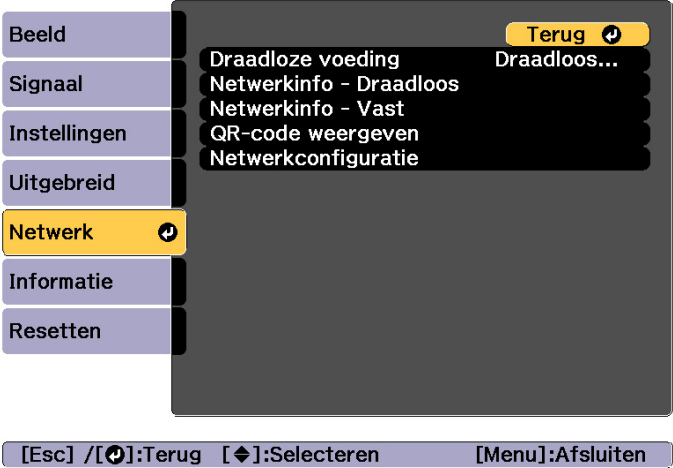 Beeld
Signaal
Instellingen
Uitgebreid
Netwerk
Informatie
Resetten
Terug
Draadloze voeding Draadloos...
Netwerkinfo - Draadloos
Netwerkinfo - Vast
QR-code weergeven
Netwerkconfiguratie
[Esc] /[⏎]:Terug [◆]:Selecteren [Menu]:Afsluiten